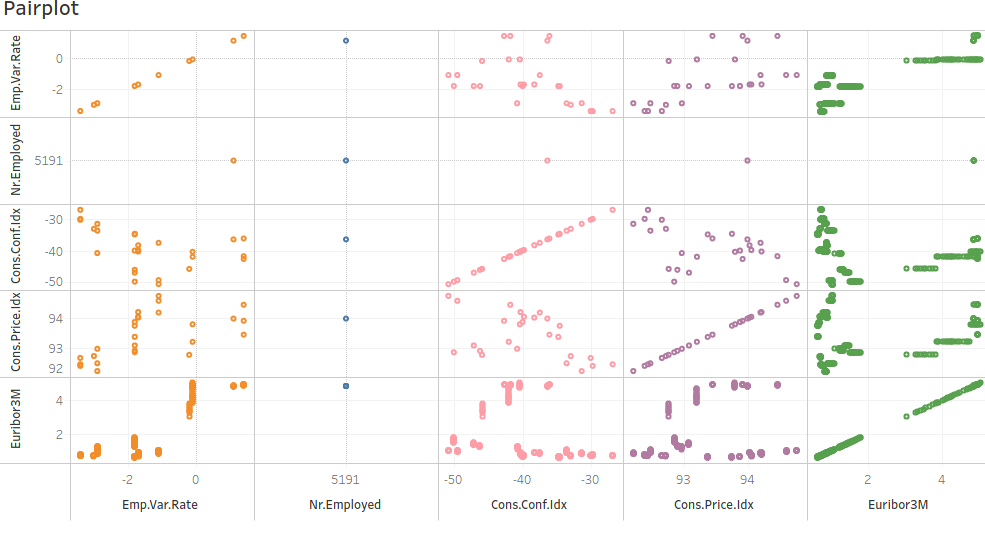 Pairplot
Emp.Var.Rate
0
-2
Nr.Employed
5191
Cons.Conf.Idx
-30
-40
-50
Cons.Price.Idx
94
93
92
Euribor3M
4
2
-2 0 5191 -50 -40 -30 93 94 2 4
Emp.Var.Rate Nr.Employed Cons.Conf.Idx Cons.Price.Idx Euribor3M